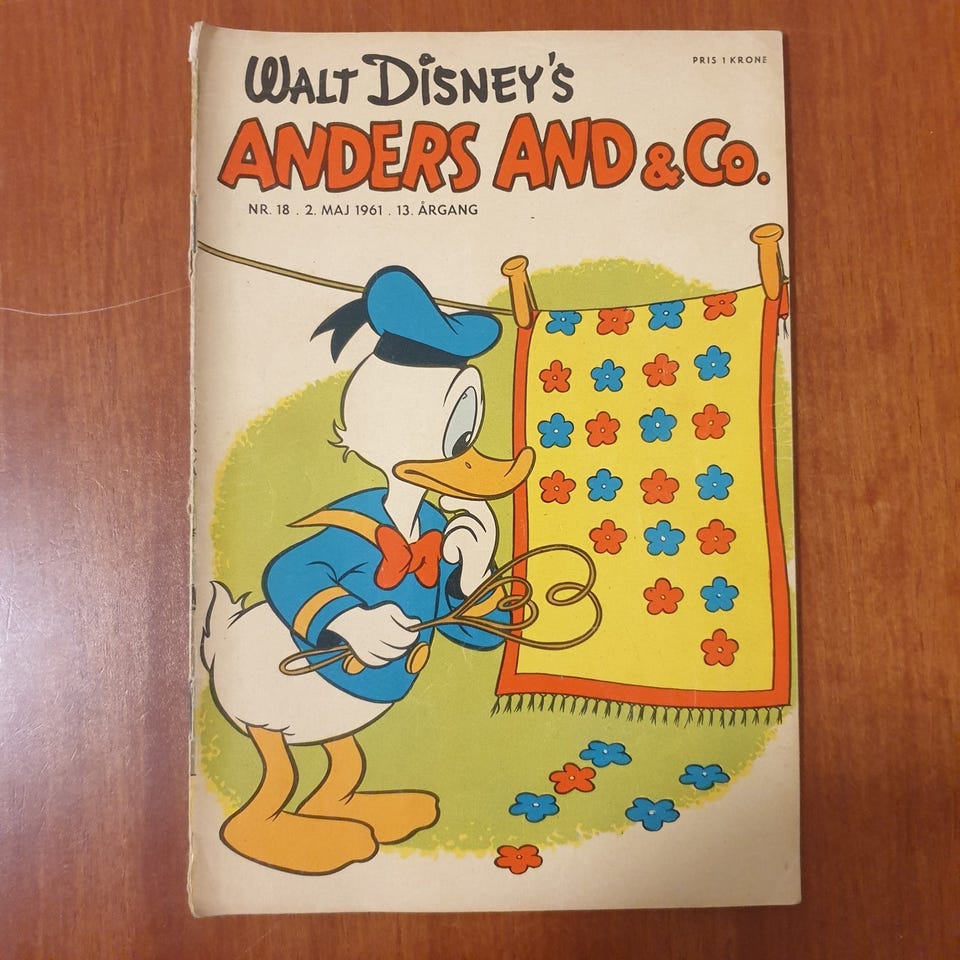 PRIS 1 KRONE
WALT DISNEY'S
ANDERS AND & CO.
NR. 18 . 2. MAJ 1961 . 13. ÅRGANG